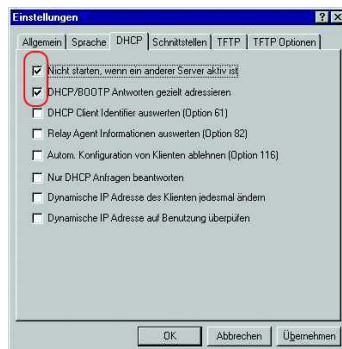 Einstellungen
Allgemein Sprache DHCP Schnittstellen TFTP TFTP Optionen
Nicht starten, wenn ein anderer Server aktiv ist
DHCP/BOOTP Antworten gezielt adressieren
DHCP Client Identifier auswerten (Option 61)
Relay Agent Informationen auswerten (Option 82)
Autom. Konfiguration von Klienten ablehnen (Option 116)
Nur DHCP Anfragen beantworten
Dynamische IP Adresse des Klienten jedesmal ändern
Dynamische IP Adresse auf Benutzung überpüfen
OK Abbrechen Übernehmen